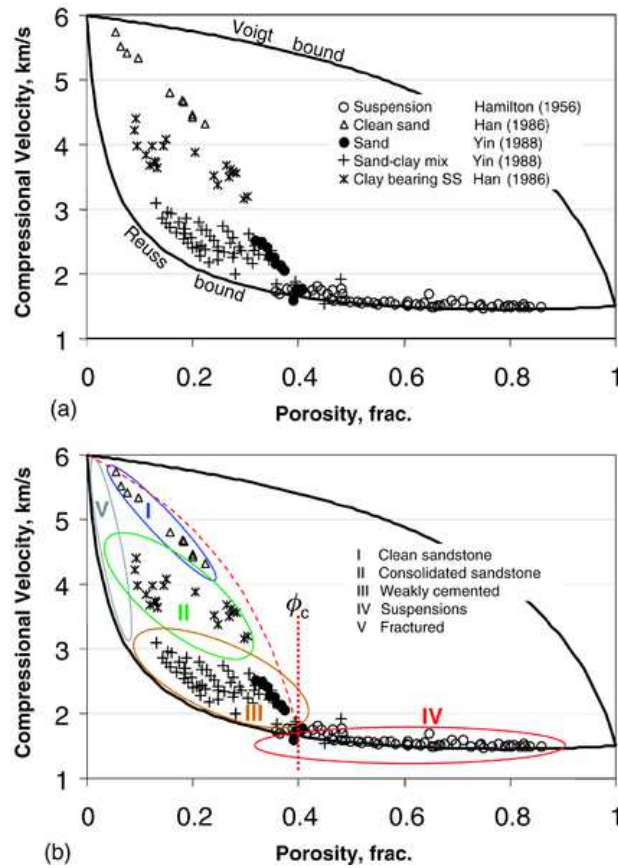 6
5
4
3
2
1
Compressional Velocity, km/s
Voigt bound
Suspension Hamilton (1956)
Clean sand Han (1986)
Sand Yin (1988)
Sand-clay mix Yin (1988)
Clay bearing SS Han (1986)
Reuss bound
0 0.2 0.4 0.6 0.8 1
(a)
Porosity, frac.
6
5
4
3
2
1
Compressional Velocity, km/s
V
I
II
III
IV
ϕc
I Clean sandstone
II Consolidated sandstone
III Weakly cemented
IV Suspensions
V Fractured
0 0.2 0.4 0.6 0.8 1
(b)
Porosity, frac.